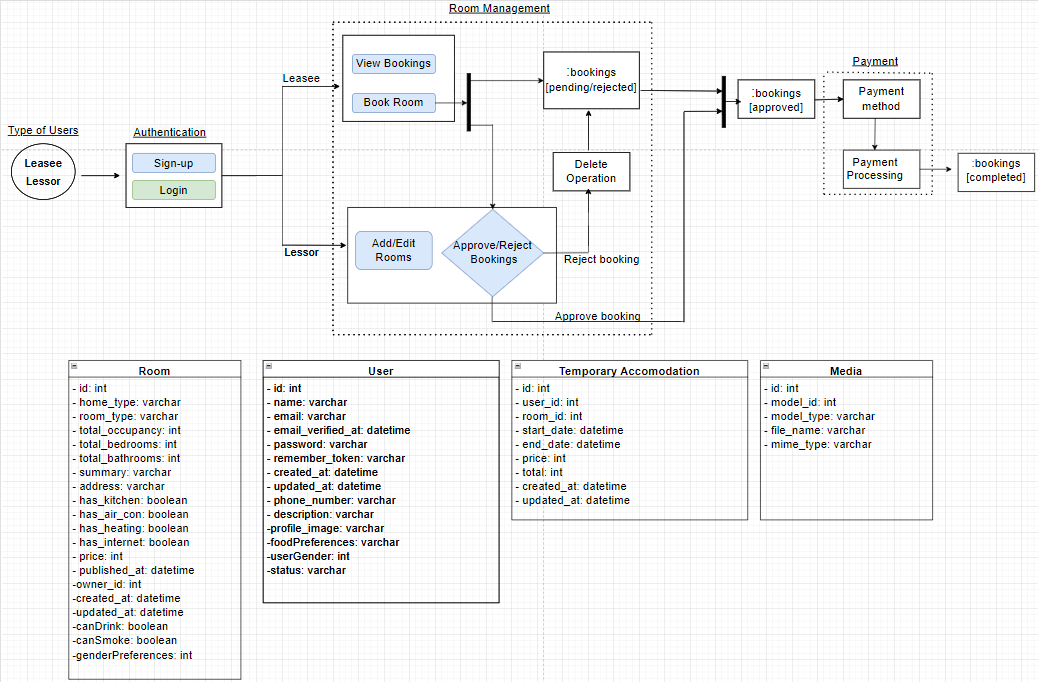 Room Management
View Bookings
Book Room
Leasee
:bookings
[pending/rejected]
Payment
:bookings
[approved]
Payment
method
Type of Users
Leasee
Lessor
Authentication
Sign-up
Login
Delete
Operation
Payment
Processing
:bookings
[completed]
Lessor
Add/Edit
Rooms
Approve/Reject
Bookings
Reject booking
Approve booking
Room
- id: int
- home_type: varchar
- room_type: varchar
- total_occupancy: int
- total_bedrooms: int
- total_bathrooms: int
- summary: varchar
- address: varchar
- has_kitchen: boolean
- has_air_con: boolean
- has_heating: boolean
- has_internet: boolean
- price: int
- published_at: datetime
-owner_id: int
-created_at: datetime
-updated_at: datetime
-canDrink: boolean
-canSmoke: boolean
-genderPreferences: int
User
- id: int
- name: varchar
- email: varchar
- email_verified_at: datetime
- password: varchar
- remember_token: varchar
- created_at: datetime
- updated_at: datetime
- phone_number: varchar
- description: varchar
-profile_image: varchar
-foodPreferences: varchar
-userGender: int
-status: varchar
Temporary Accomodation
- id: int
- user_id: int
- room_id: int
- start_date: datetime
- end_date: datetime
- price: int
- total: int
- created_at: datetime
- updated_at: datetime
Media
- id: int
- model_id: int
- model_type: varchar
- file_name: varchar
- mime_type: varchar